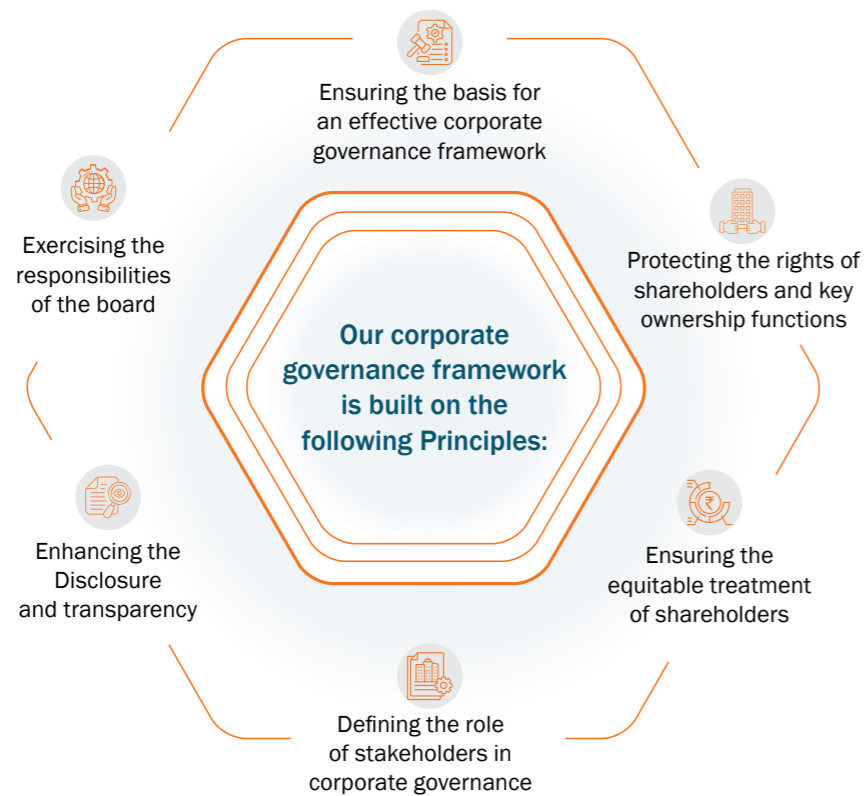 Ensuring the basis for
an effective corporate
governance framework
Protecting the rights of
shareholders and key
ownership functions
Ensuring the
equitable treatment
of shareholders
Defining the role
of stakeholders in
corporate governance
Enhancing the
Disclosure
and transparency
Exercising the
responsibilities
of the board
Our corporate
governance framework
is built on the
following Principles:
₹